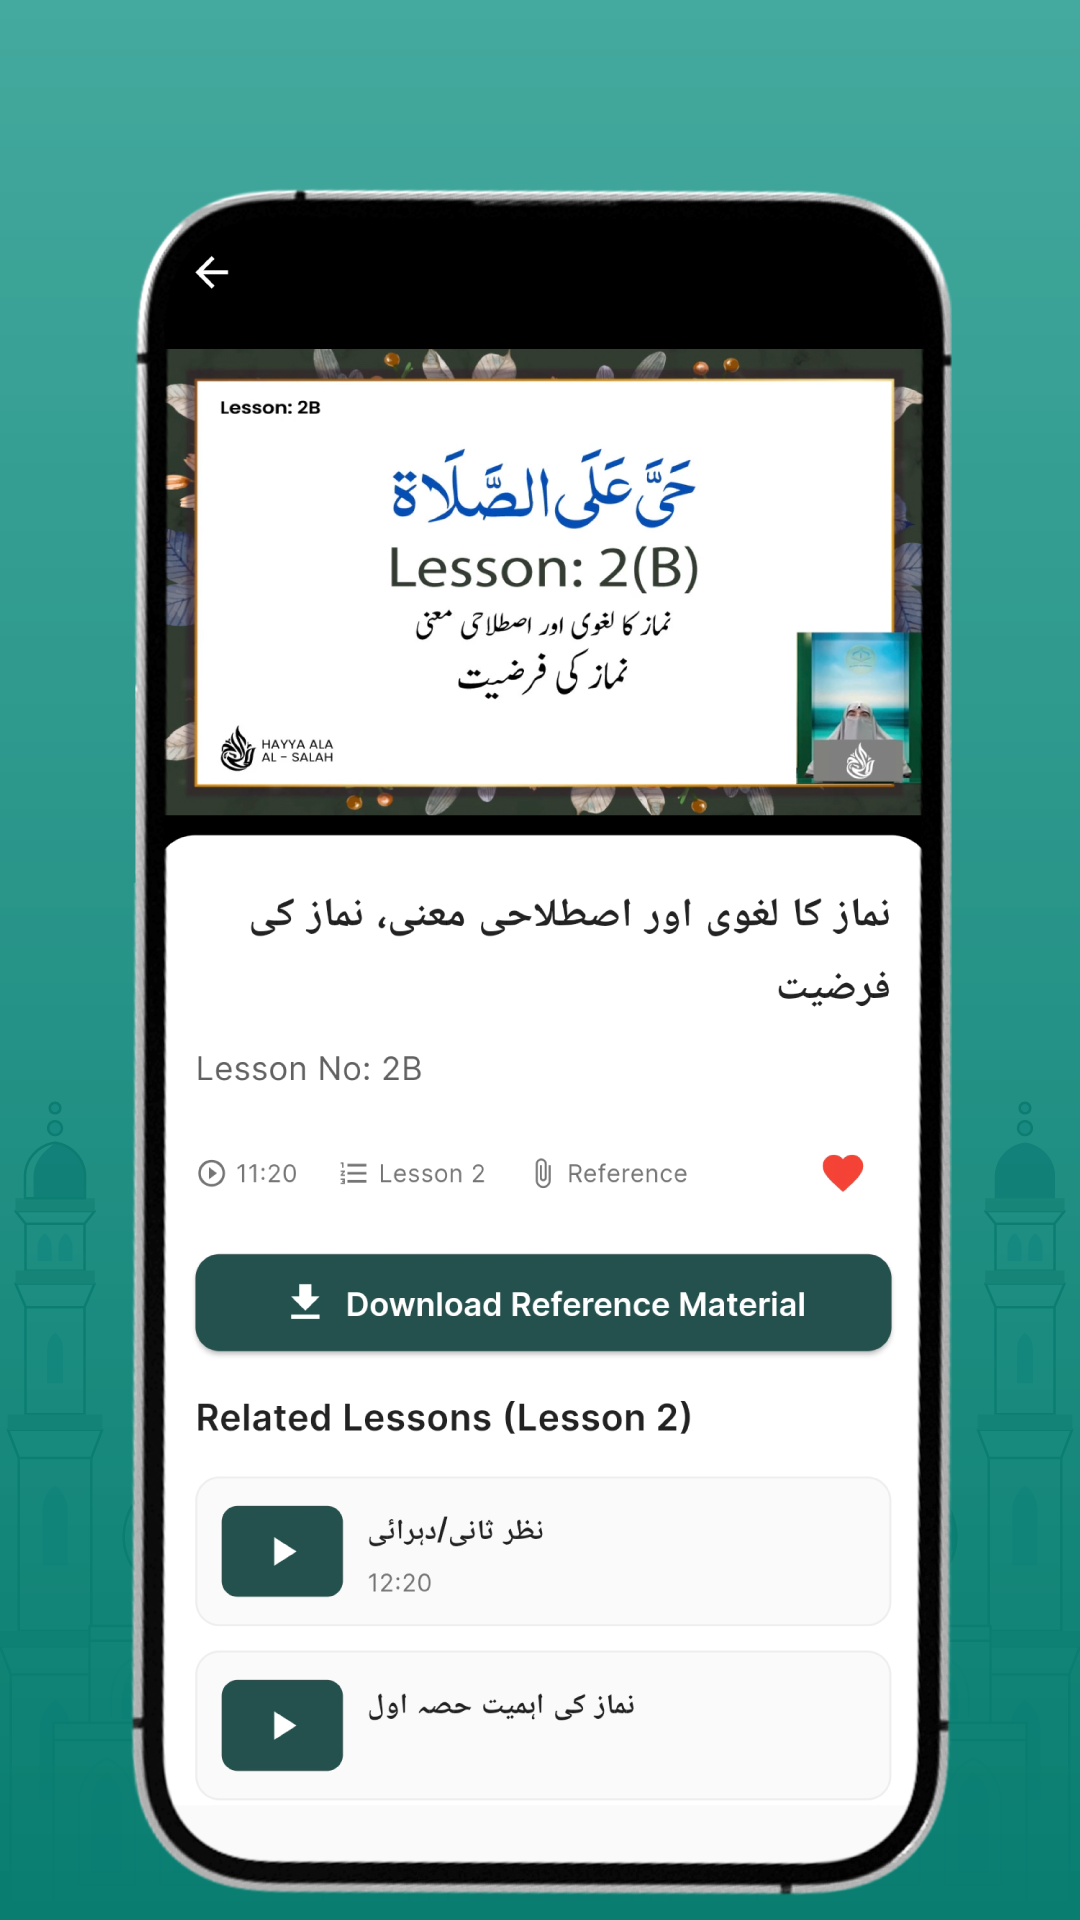 Lesson: 2B
حَيَّ عَلَى الصَّلَاة
Lesson: 2(B)
نماز کا لغوی اور اصطلاحی معنی
نماز کی فرضیت
HAYYA ALA
AL - SALAH
نماز کا لغوی اور اصطلاحی معنی، نماز کی
فرضیت
Lesson No: 2B
11:20 Lesson 2 Reference
Download Reference Material
Related Lessons (Lesson 2)
نظر ثانی/دہرائی
12:20
نماز کی اہمیت حصہ اول